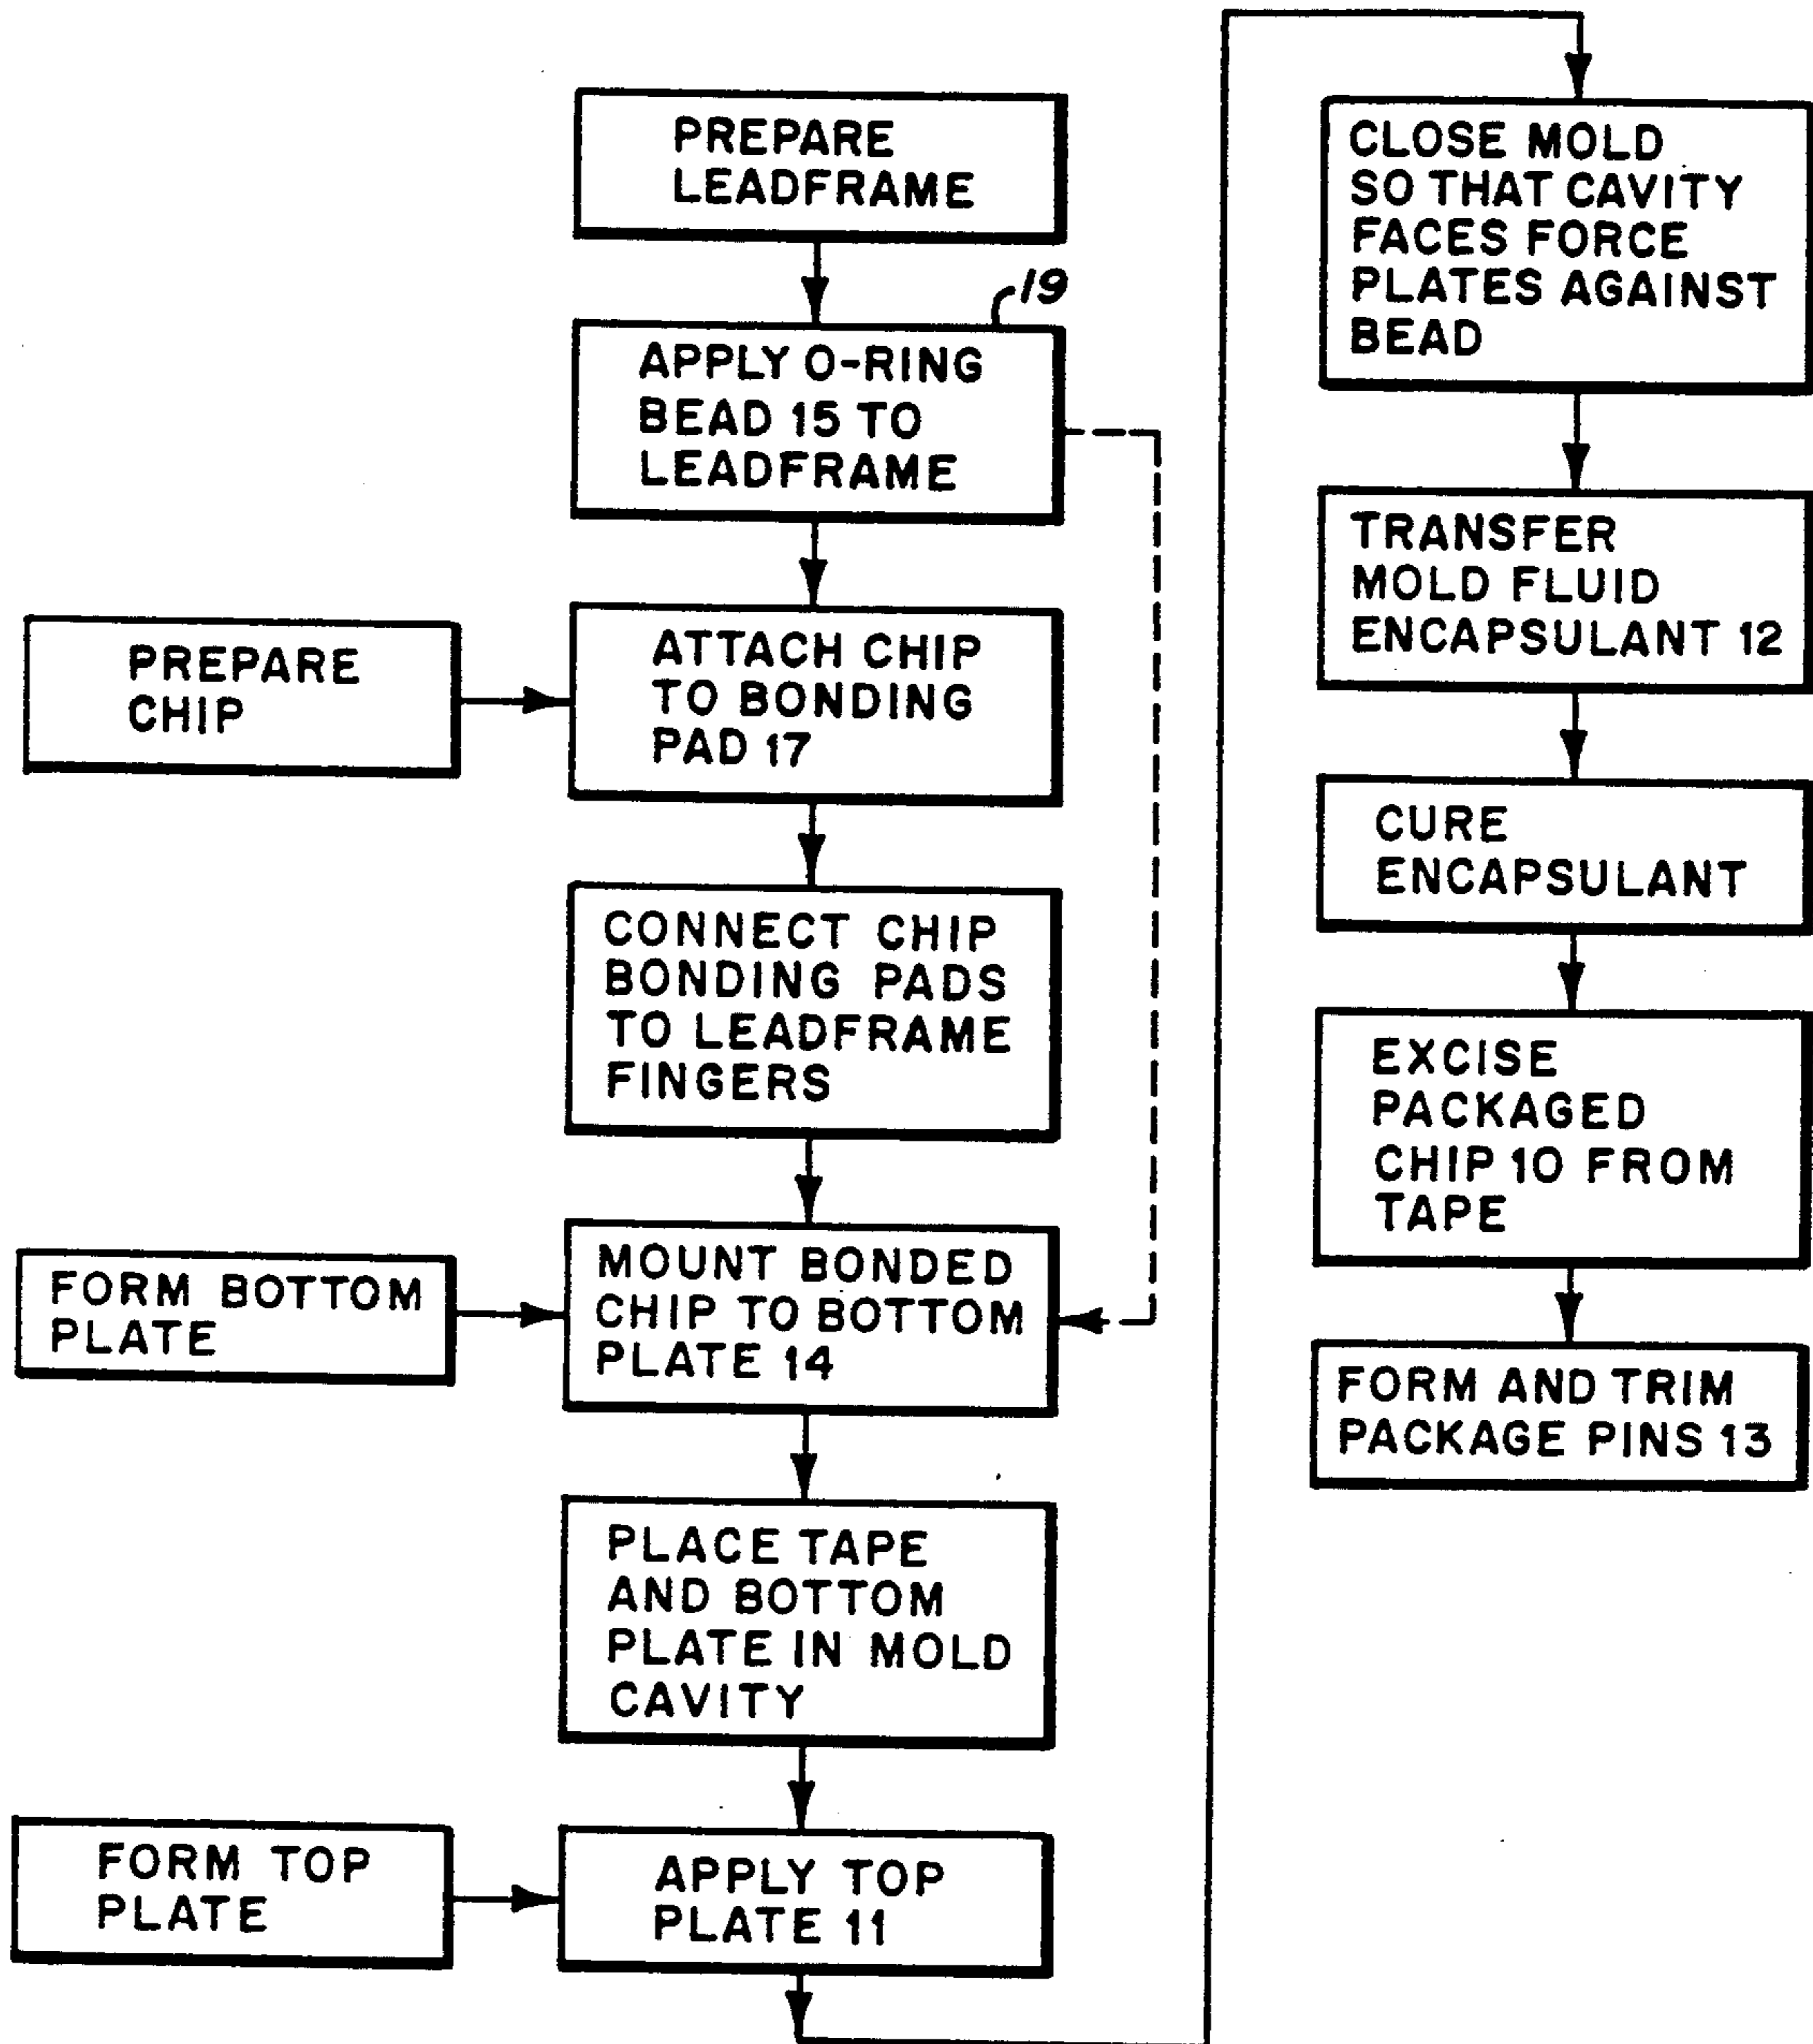 PREPARE
LEADFRAME
19
APPLY O-RING
BEAD 15 TO
LEADFRAME
PREPARE
CHIP
ATTACH CHIP
TO BONDING
PAD 17
CONNECT CHIP
BONDING PADS
TO LEADFRAME
FINGERS
FORM BOTTOM
PLATE
MOUNT BONDED
CHIP TO BOTTOM
PLATE 14
PLACE TAPE
AND BOTTOM
PLATE IN MOLD
CAVITY
FORM TOP
PLATE
APPLY TOP
PLATE 11
CLOSE MOLD
SO THAT CAVITY
FACES FORCE
PLATES AGAINST
BEAD
TRANSFER
MOLD FLUID
ENCAPSULANT 12
CURE
ENCAPSULANT
EXCISE
PACKAGED
CHIP 10 FROM
TAPE
FORM AND TRIM
PACKAGE PINS 13